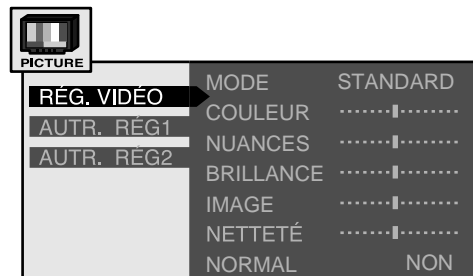 PICTURE
RÉG. VIDÉO
AUTR. RÉG1
AUTR. RÉG2
MODE STANDARD
COULEUR
NUANCES
BRILLANCE
IMAGE
NETTETÉ
NORMAL NON